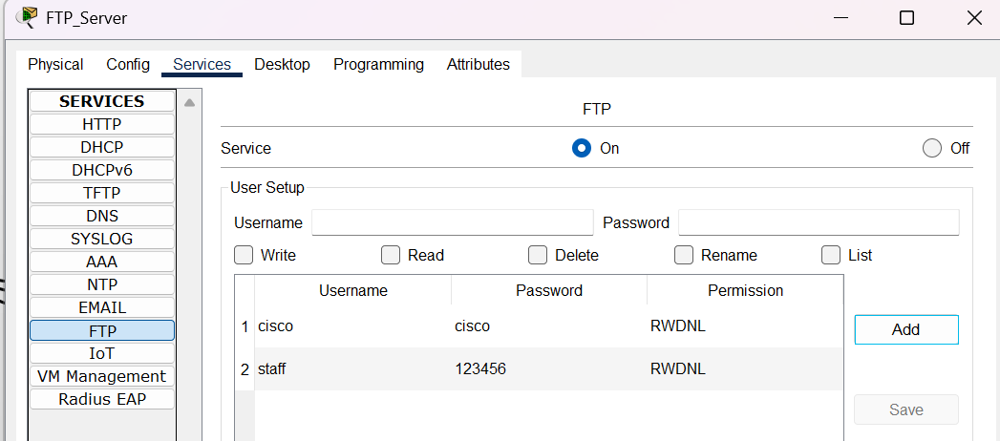 FTP_Server
Physical Config Services Desktop Programming Attributes
SERVICES
HTTP
DHCP
DHCPv6
TFTP
DNS
SYSLOG
AAA
NTP
EMAIL
FTP
IoT
VM Management
Radius EAP
FTP
Service On Off
User Setup
Username Password
Write Read Delete Rename List
Username Password Permission
1 cisco cisco RWDNL
2 staff 123456 RWDNL
Add
Save